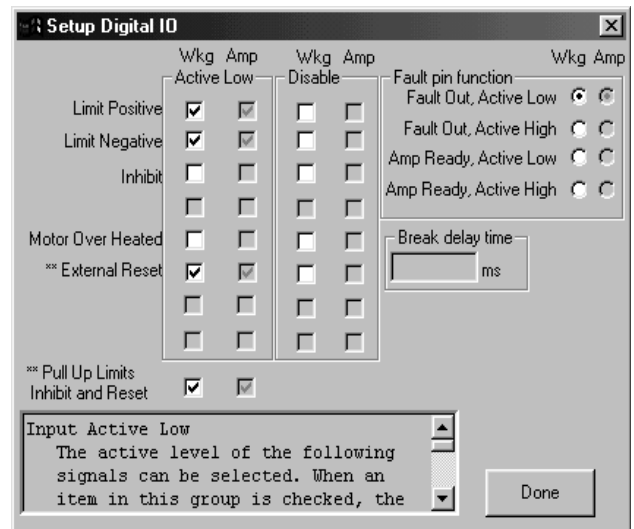 Setup Digital IO
Wkg Amp Wkg Amp Wkg Amp
Active Low Disable Fault pin function
Limit Positive
Limit Negative
Inhibit
Motor Over Heated
** External Reset
** Pull Up Limits
Inhibit and Reset
Fault Out, Active Low
Fault Out, Active High
Amp Ready, Active Low
Amp Ready, Active High
Break delay time
ms
Input Active Low
The active level of the following
signals can be selected. When an
item in this group is checked, the
Done